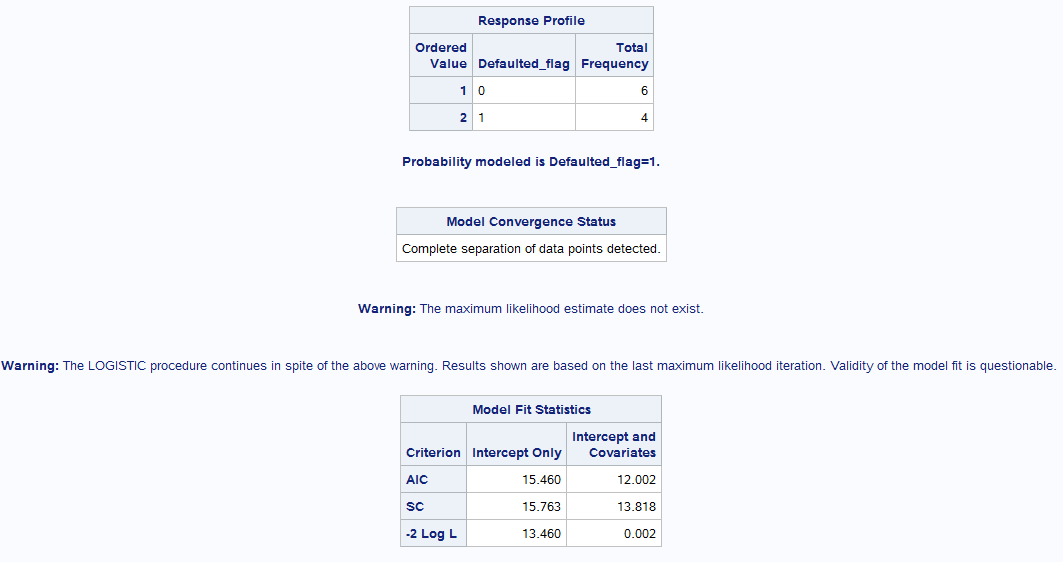 Response Profile
Ordered Value Defaulted_flag Total Frequency
1 0 6
2 1 4
Probability modeled is Defaulted_flag=1.
Model Convergence Status
Complete separation of data points detected.
Warning: The maximum likelihood estimate does not exist.
Warning: The LOGISTIC procedure continues in spite of the above warning. Results shown are based on the last maximum likelihood iteration. Validity of the model fit is questionable.
Model Fit Statistics
Criterion Intercept Only Intercept and Covariates
AIC 15.460 12.002
SC 15.763 13.818
-2 Log L 13.460 0.002